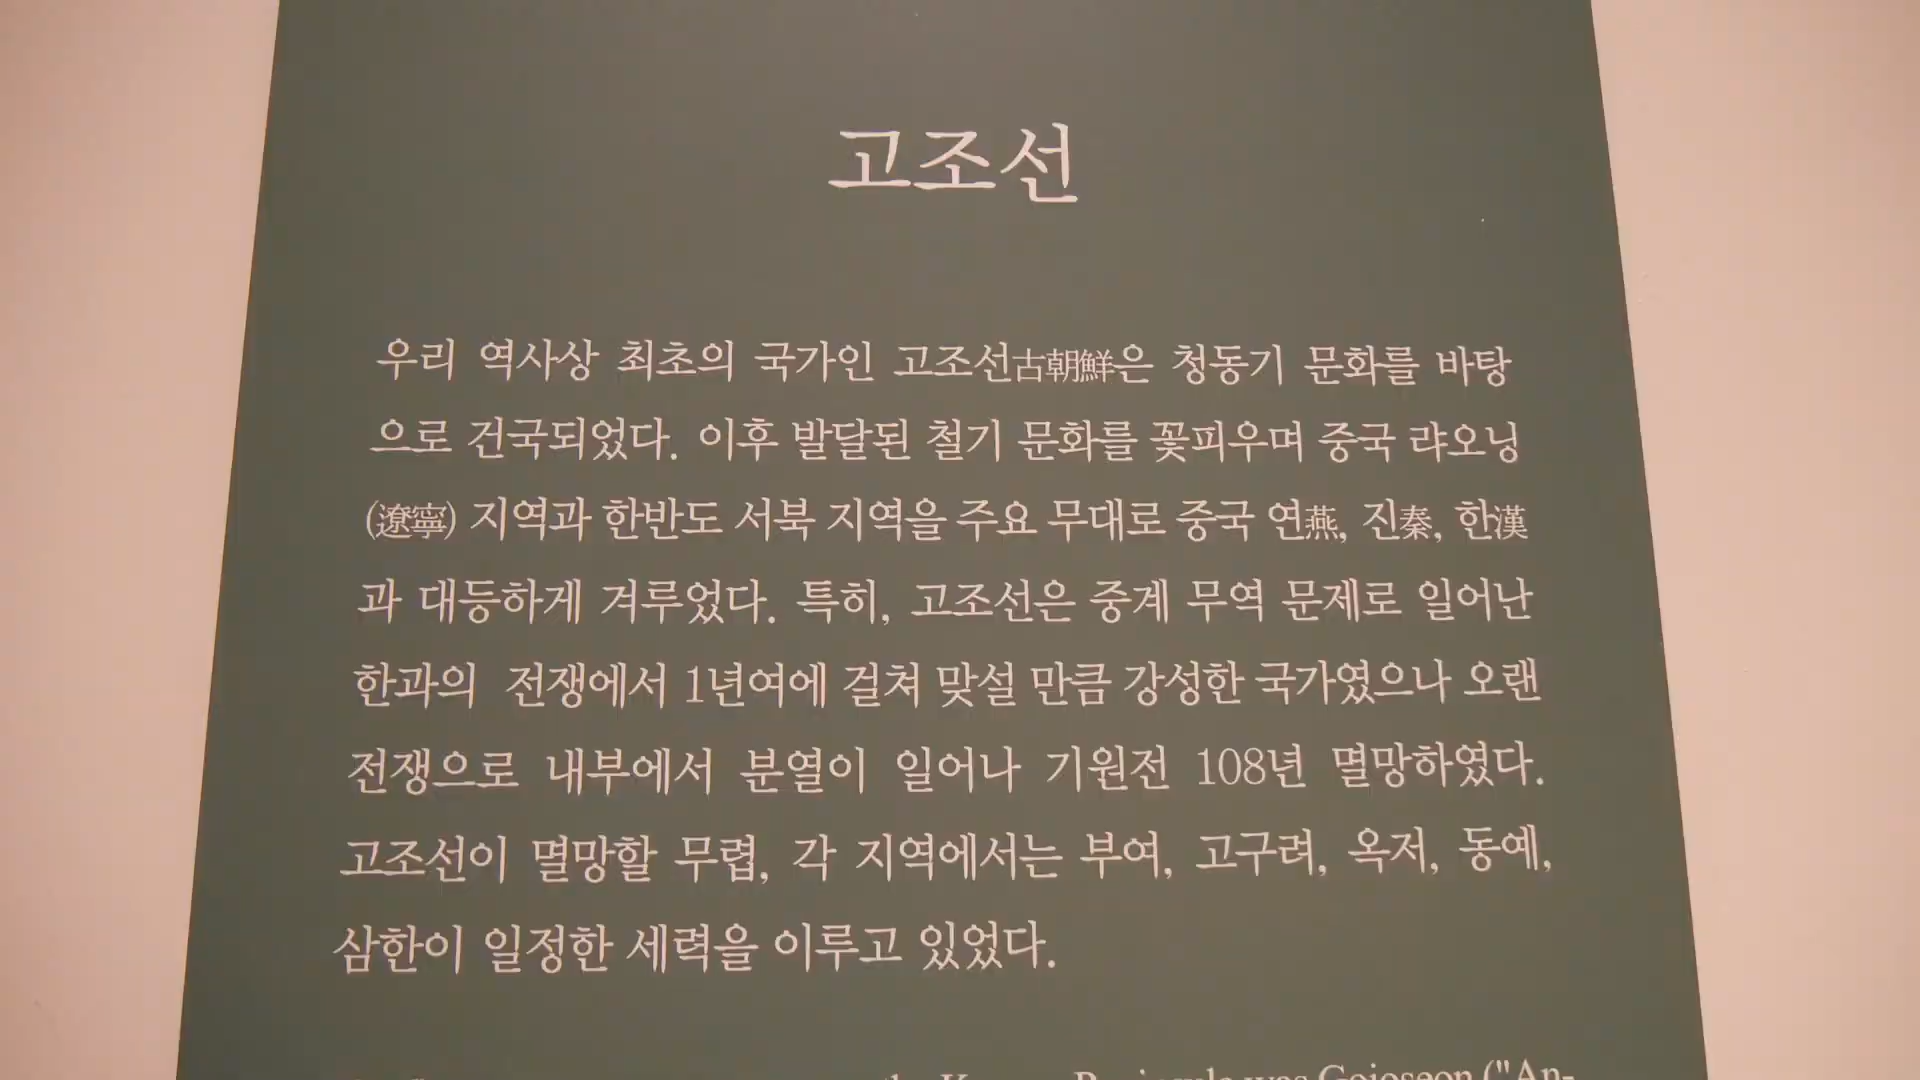 고조선
우리 역사상 최초의 국가인 고조선古朝鮮은 청동기 문화를 바탕
으로 건국되었다. 이후 발달된 철기 문화를 꽃피우며 중국 랴오닝
(遼寧) 지역과 한반도 서북 지역을 주요 무대로 중국 연燕, 진秦, 한漢
과 대등하게 겨루었다. 특히, 고조선은 중계 무역 문제로 일어난
한과의 전쟁에서 1년여에 걸쳐 맞설 만큼 강성한 국가였으나 오랜
전쟁으로 내부에서 분열이 일어나 기원전 108년 멸망하였다.
고조선이 멸망할 무렵, 각 지역에서는 부여, 고구려, 옥저, 동예,
삼한이 일정한 세력을 이루고 있었다.
was Gojoseon ("An-